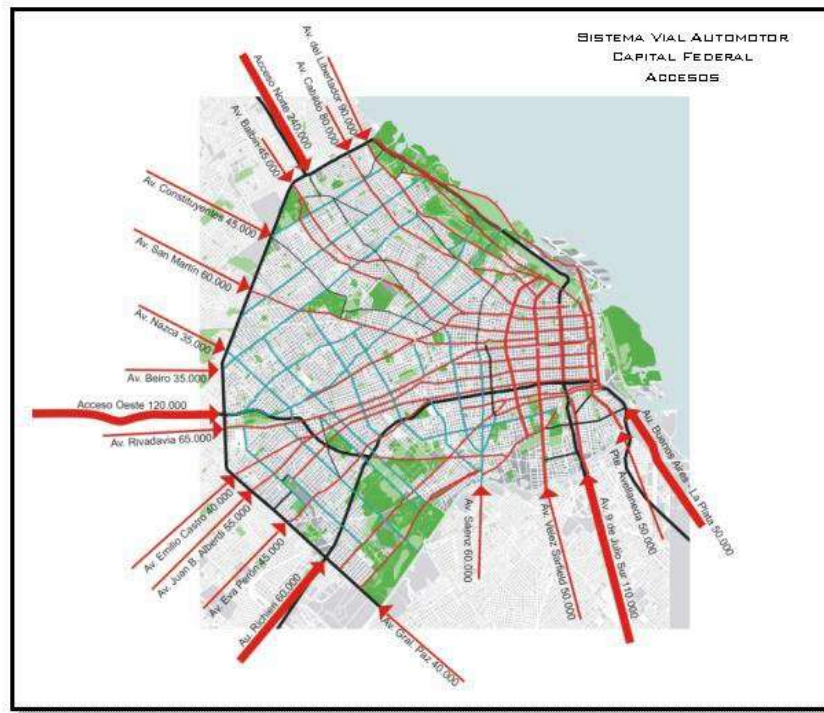 SISTEMA VIAL AUTOMOTOR
CAPITAL FEDERAL
ACCESOS
Av. del Libertador 90.000
Av. Cabildo 80.000
Acceso Norte 240.000
Av. Balbin 45.000
Av. Constituyentes 45.000
Av. San Martín 60.000
Av. Nazca 35.000
Av. Beiro 35.000
Acceso Oeste 120.000
Av. Rivadavia 65.000
Av. Emilio Castro 40.000
Av. Juan B. Alberdi 55.000
Av. Eva Perón 45.000
Au. Richieri 60.000
Av. Gral. Paz 40.000
Av. Sáenz 60.000
Av. Velez Sarfield 50.000
Av. 9 de Julio Sur 110.000
Pte. Avellaneda 50.000
Au. Buenos Aires - La Plata 50.000